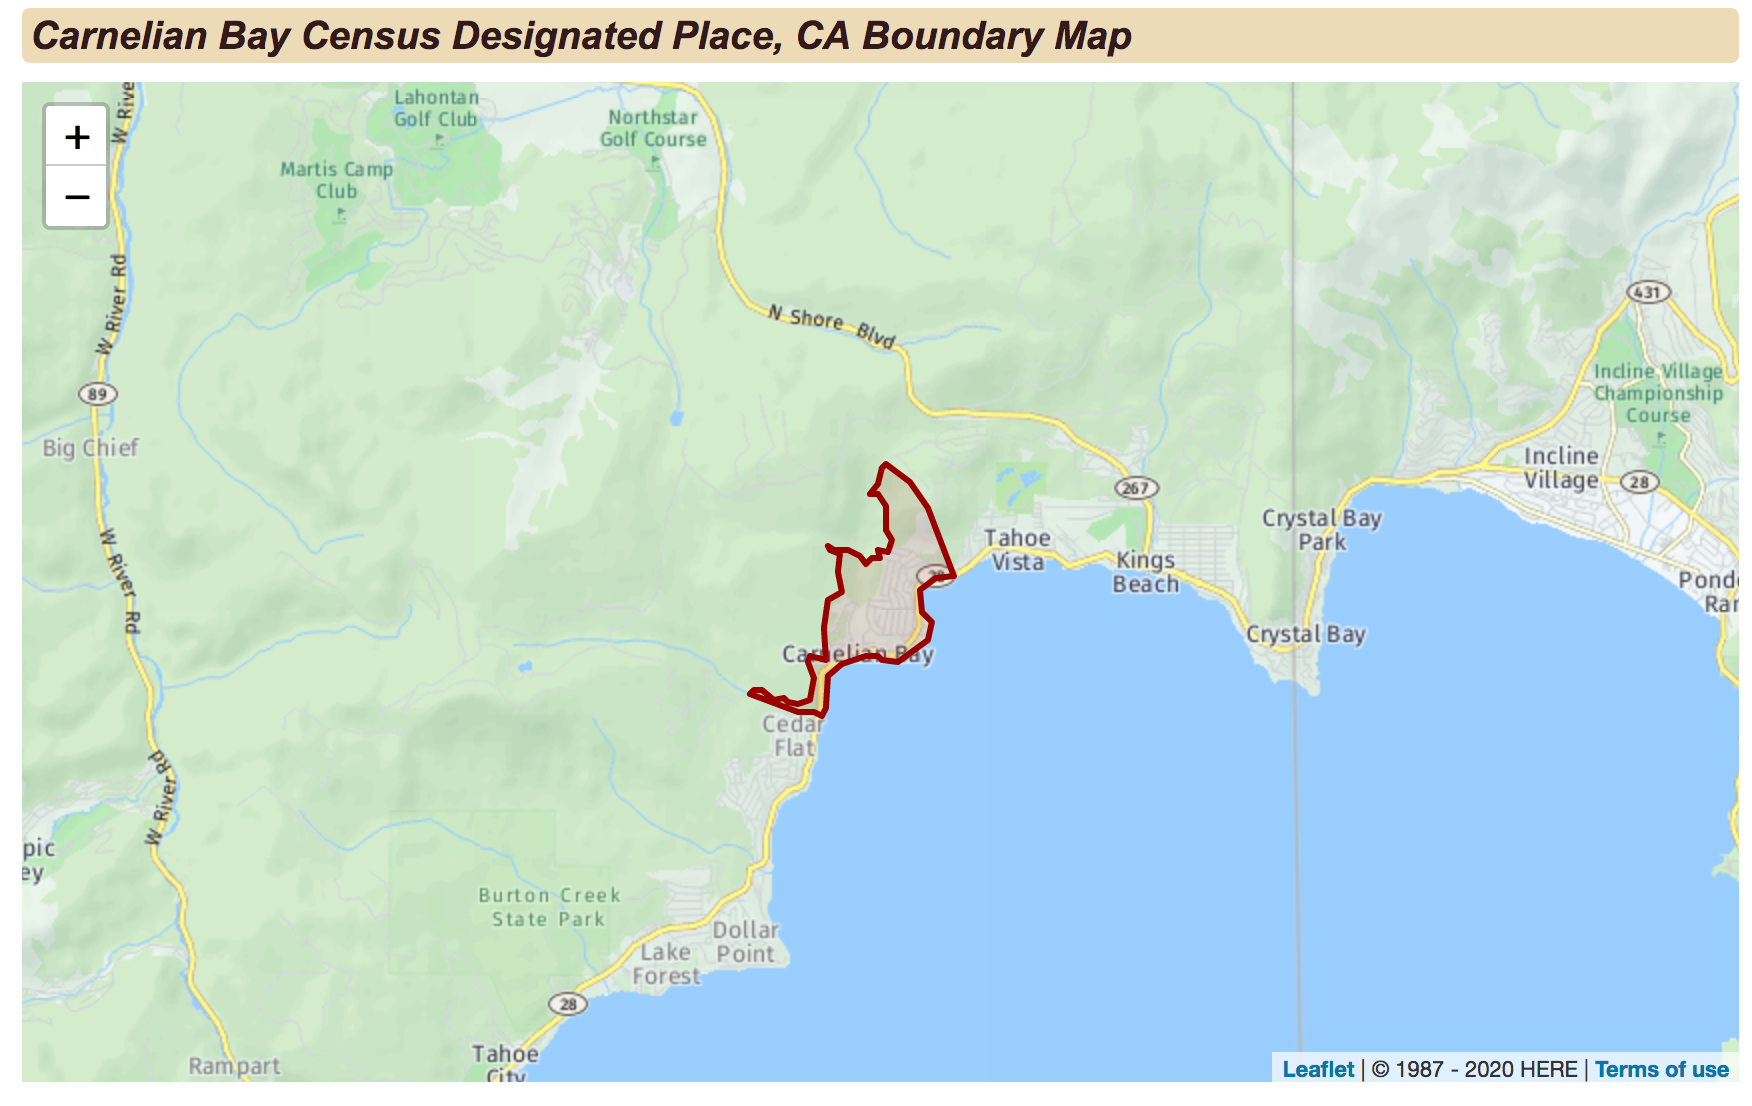 Carnelian Bay Census Designated Place, CA Boundary Map
+
−
W Rive
Lahontan
Golf Club
Northstar
Golf Course
Martis Camp
Club
W River Rd
N Shore Blvd
431
89
Incline Village
Championship
Course
Big Chief
Incline
Village
28
267
Crystal Bay
Park
Tahoe
Vista
Kings
Beach
W River Rd
28
Pond
Rar
Crystal Bay
Carnelian Bay
Cedar
Flat
W River Rd
pic
ey
Burton Creek
State Park
Dollar
Point
Lake
Forest
28
Tahoe
City
Rampart
Leaflet | © 1987 - 2020 HERE | Terms of use